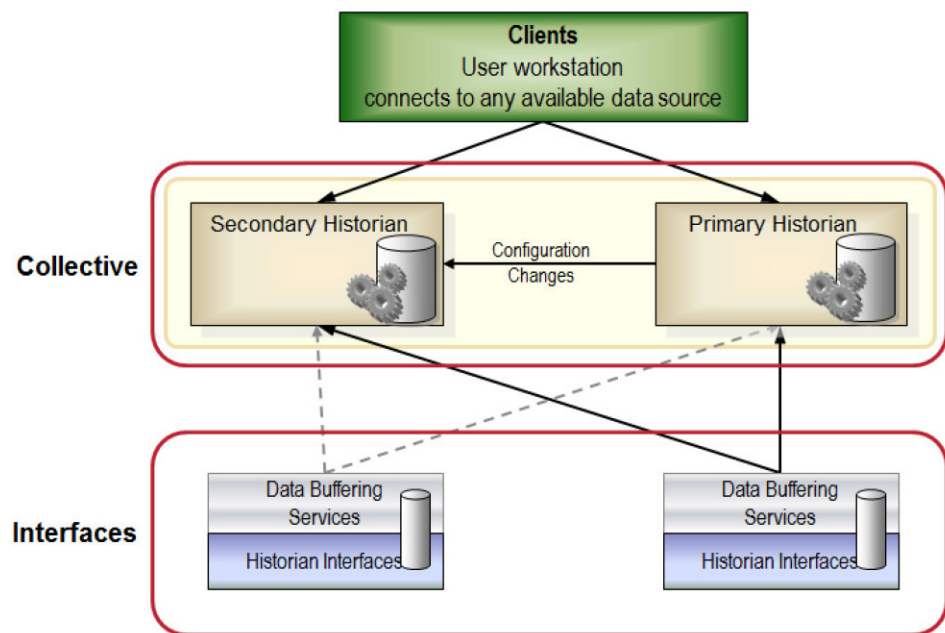 Clients
User workstation
connects to any available data source
Collective
Secondary Historian
Primary Historian
Configuration
Changes
Interfaces
Data Buffering
Services
Historian Interfaces
Data Buffering
Services
Historian Interfaces